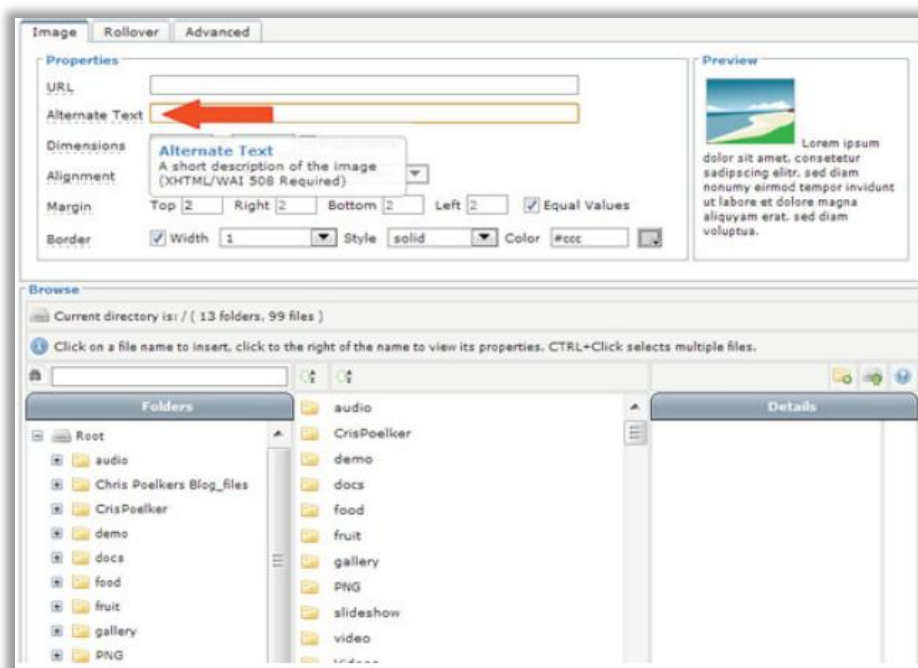 Image Rollover Advanced
Properties
URL
Alternate Text
Dimensions
Alternate Text
A short description of the image
(XHTML/WAI 508 Required)
Alignment
Margin Top 2 Right 2 Bottom 2 Left 2 Equal Values
Border Width 1 Style solid Color #ccc
Preview
Lorem ipsum
dolor sit amet, consetetur
sadipscing elitr, sed diam
nonumy eirmod tempor invidunt
ut labore et dolore magna
aliquyam erat, sed diam
voluptua.
Browse
Current directory is: / ( 13 folders, 99 files )
Click on a file name to insert, click to the right of the name to view its properties. CTRL+Click selects multiple files.
Folders
Root
audio
Chris Poelkers Blog_files
CrisPoelker
demo
docs
food
fruit
gallery
PNG
audio
CrisPoelker
demo
docs
food
fruit
gallery
PNG
slideshow
video
Details